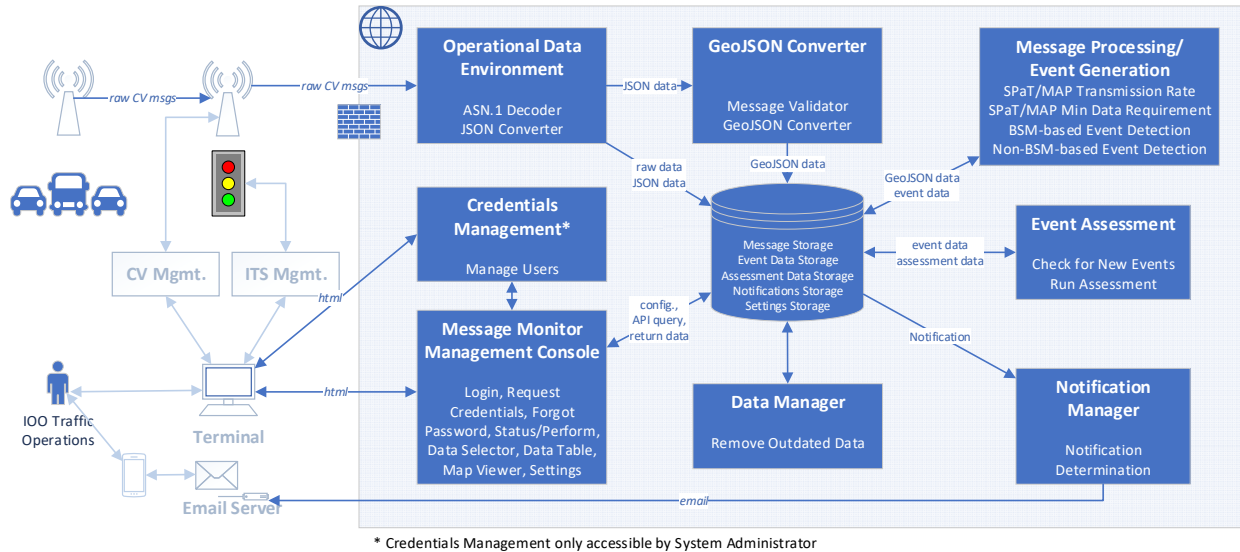 raw CV msgs
raw CV msgs
Operational Data
Environment
ASN.1 Decoder
JSON Converter
JSON data
GeoJSON Converter
Message Validator
GeoJSON Converter
Message Processing/
Event Generation
SPaT/MAP Transmission Rate
SPaT/MAP Min Data Requirement
BSM-based Event Detection
Non-BSM-based Event Detection
raw data
JSON data
GeoJSON data
GeoJSON data
event data
Credentials
Management*
Manage Users
Message Storage
Event Data Storage
Assessment Data Storage
Notifications Storage
Settings Storage
event data
assessment data
Event Assessment
Check for New Events
Run Assessment
CV Mgmt.
ITS Mgmt.
html
config.,
API query,
return data
Notification
Message Monitor
Management Console
Login, Request
Credentials, Forgot
Password, Status/Perform,
Data Selector, Data Table,
Map Viewer, Settings
html
IOO Traffic
Operations
Terminal
Data Manager
Remove Outdated Data
Notification
Manager
Notification
Determination
Email Server
email
* Credentials Management only accessible by System Administrator